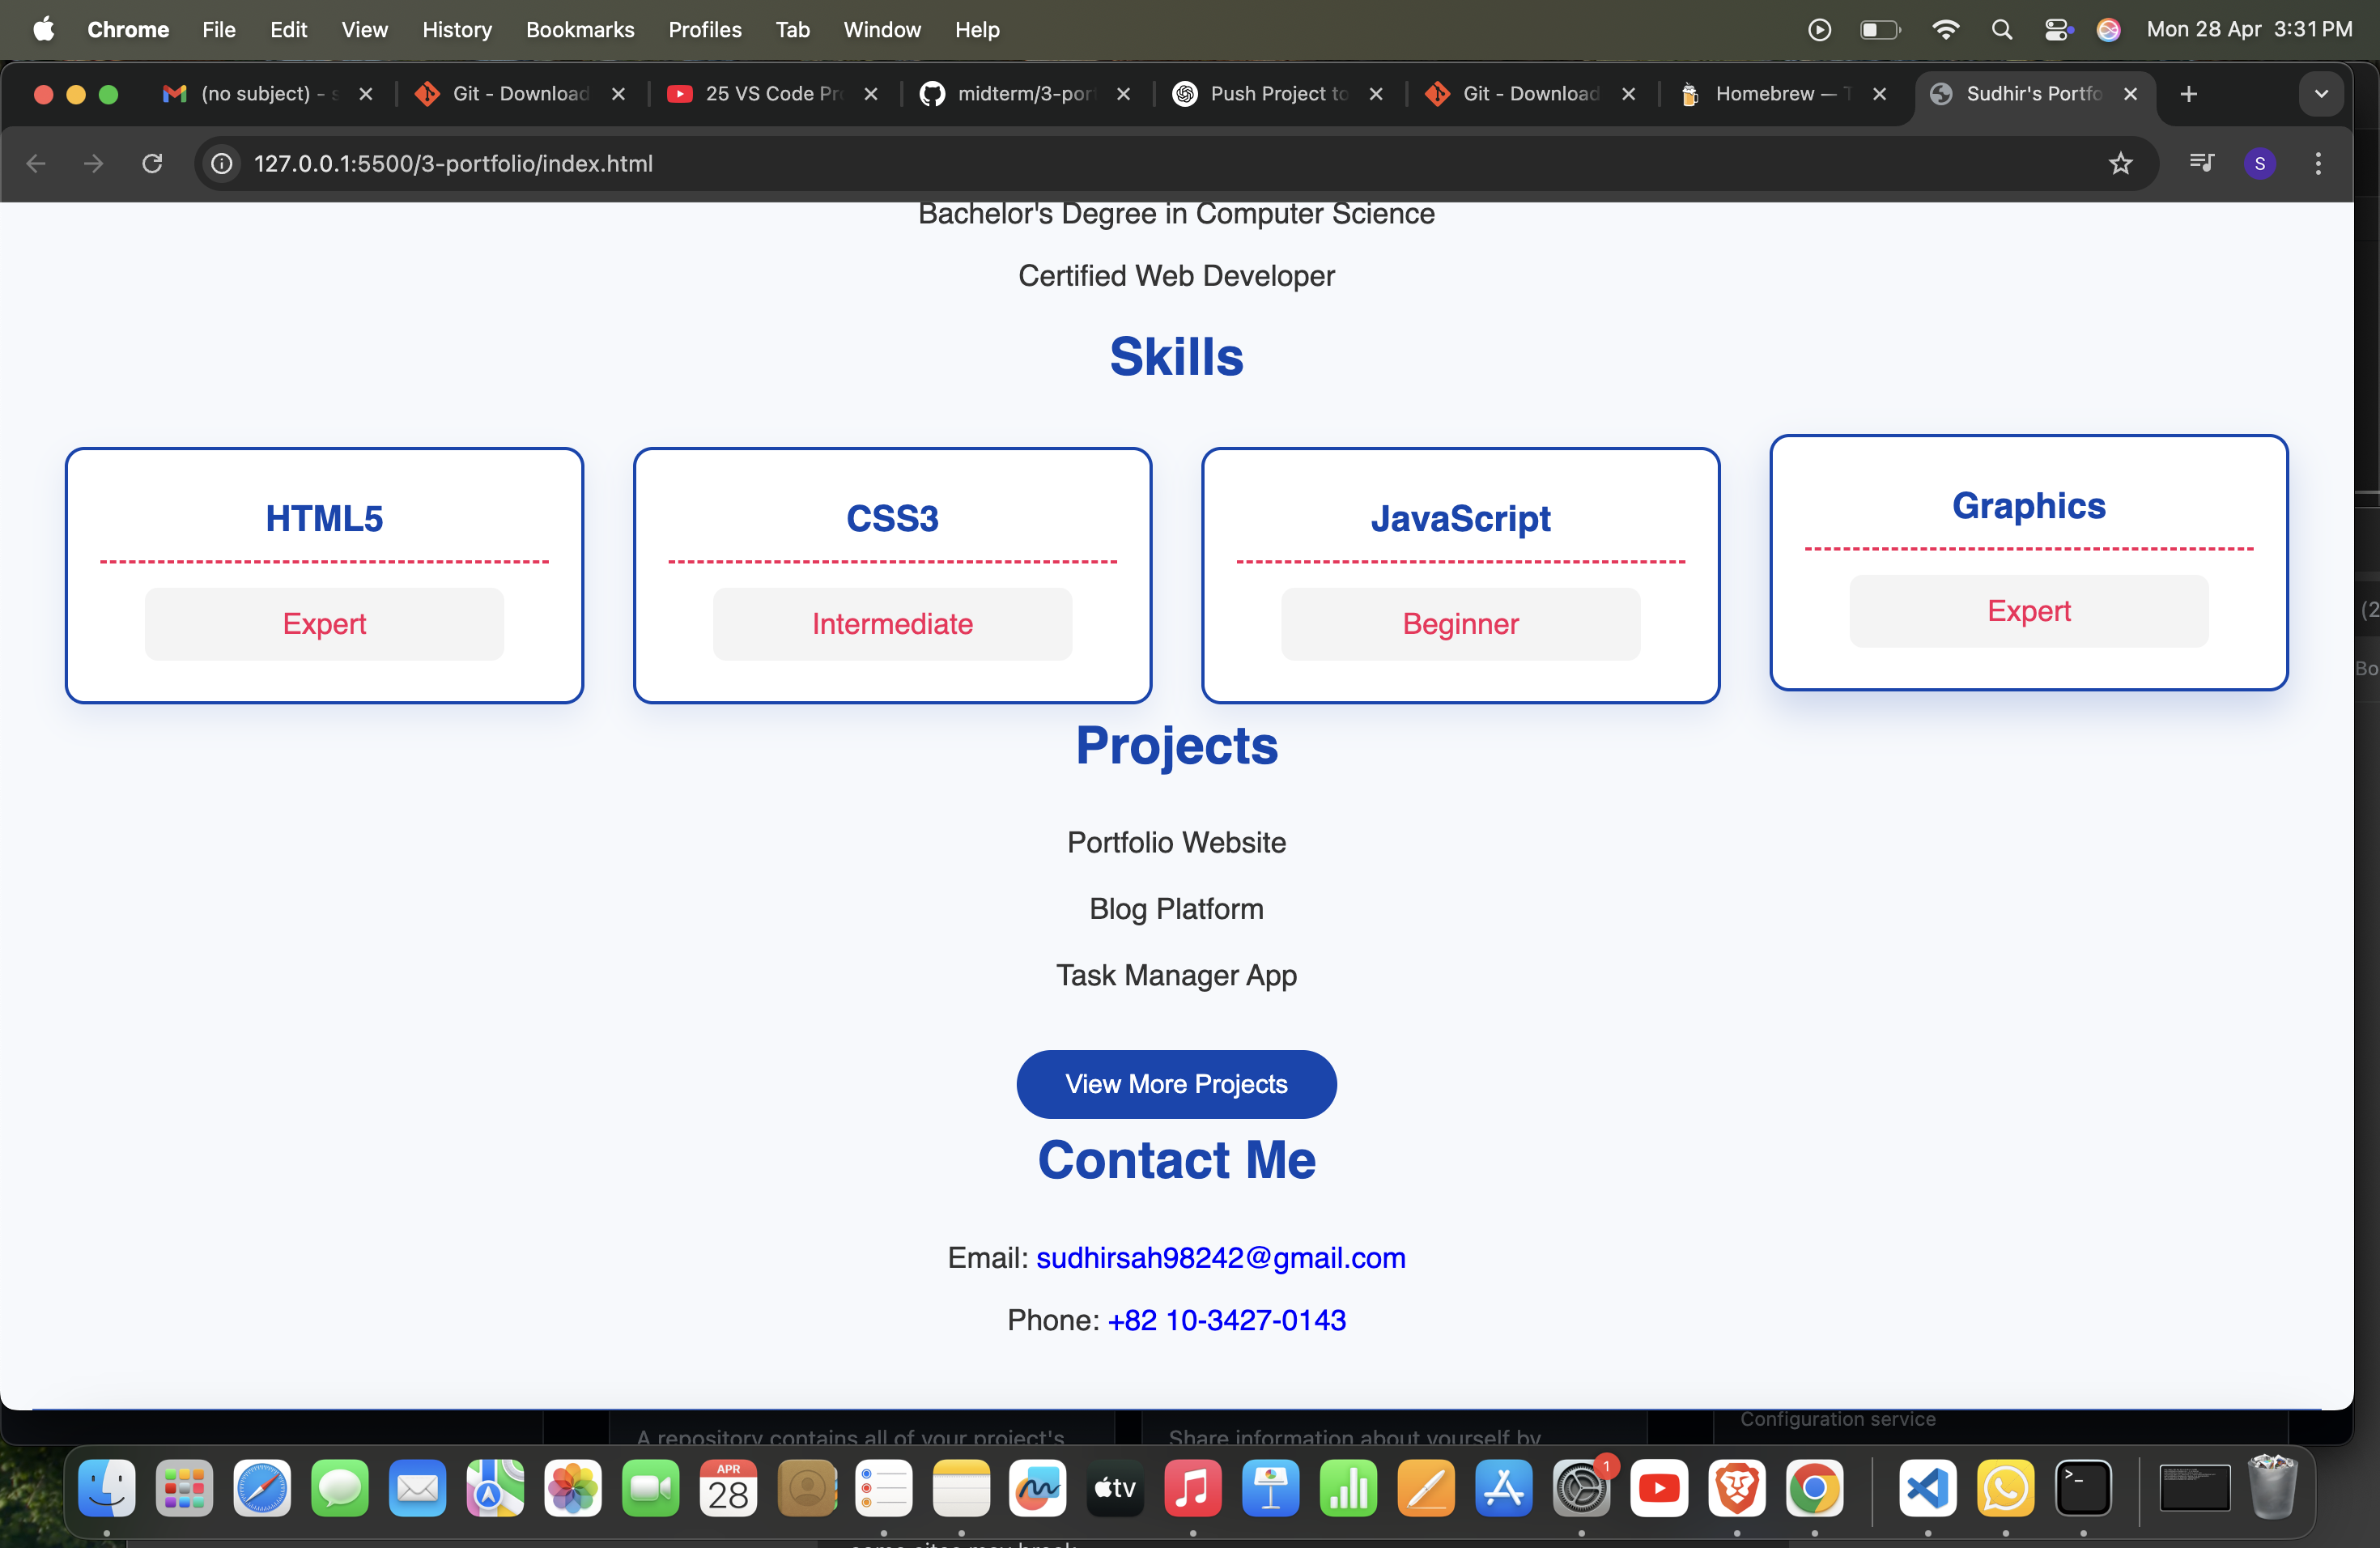 Chrome File Edit View History Bookmarks Profiles Tab Window Help Mon 28 Apr 3:31 PM
(no subject) - Git - Download 25 VS Code midterm/3-por Push Project to Git - Download Homebrew — Sudhir's Portfo
127.0.0.1:5500/3-portfolio/index.html S
Bachelor's Degree in Computer Science
Certified Web Developer
Skills
HTML5 CSS3 JavaScript Graphics
Expert Intermediate Beginner Expert
Projects
Portfolio Website
Blog Platform
Task Manager App
View More Projects
Contact Me
Email: sudhirsah98242@gmail.com
Phone: +82 10-3427-0143
Configuration service
A repository contains all of your project's Share information about yourself by
APR
28
tv
1